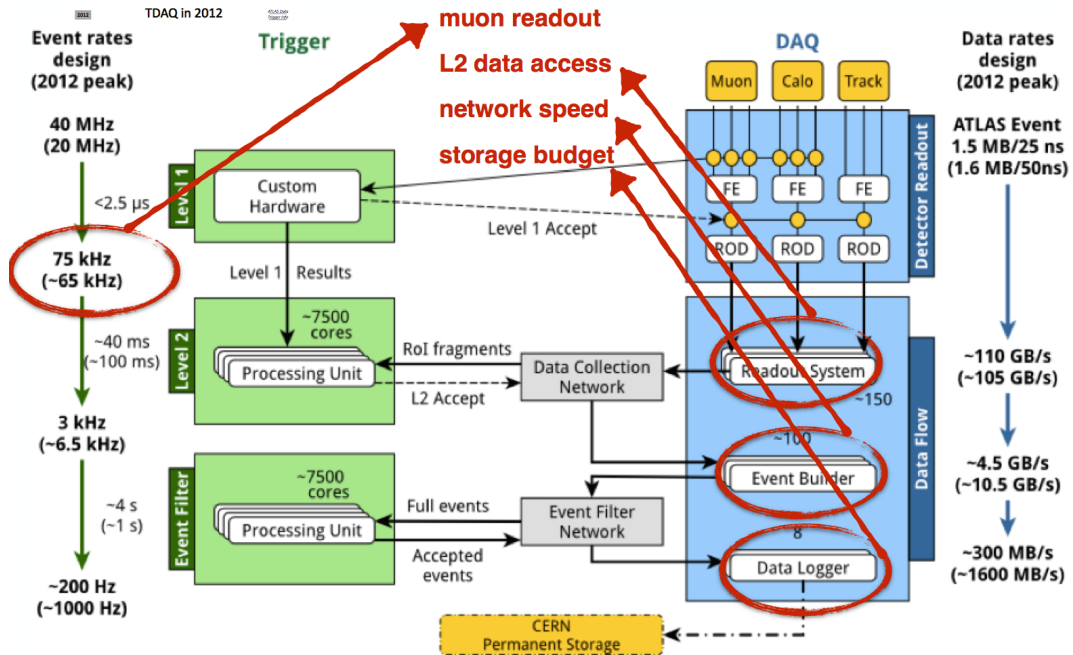 2012
TDAQ in 2012
muon readout
L2 data access
network speed
storage budget
Event rates
design
(2012 peak)
40 MHz
(20 MHz)
<2.5 μs
75 kHz
(~65 kHz)
~40 ms
(~100 ms)
3 kHz
(~6.5 kHz)
~4 s
(~1 s)
~200 Hz
(~1000 Hz)
Trigger
Level 1
Custom
Hardware
Level 1 Accept
Level 1 Results
Level 2
~7500
cores
Processing Unit
RoI fragments
L2 Accept
Data Collection
Network
Event Filter
~7500
cores
Processing Unit
Full events
Accepted
events
Event Filter
Network
DAQ
Muon Calo Track
FE FE FE
ROD ROD ROD
Detector Readout
Readout System
~150
~100
Event Builder
8
Data Logger
Data Flow
CERN
Permanent Storage
Data rates
design
(2012 peak)
ATLAS Event
1.5 MB/25 ns
(1.6 MB/50ns)
~110 GB/s
(~105 GB/s)
~4.5 GB/s
(~10.5 GB/s)
~300 MB/s
(~1600 MB/s)